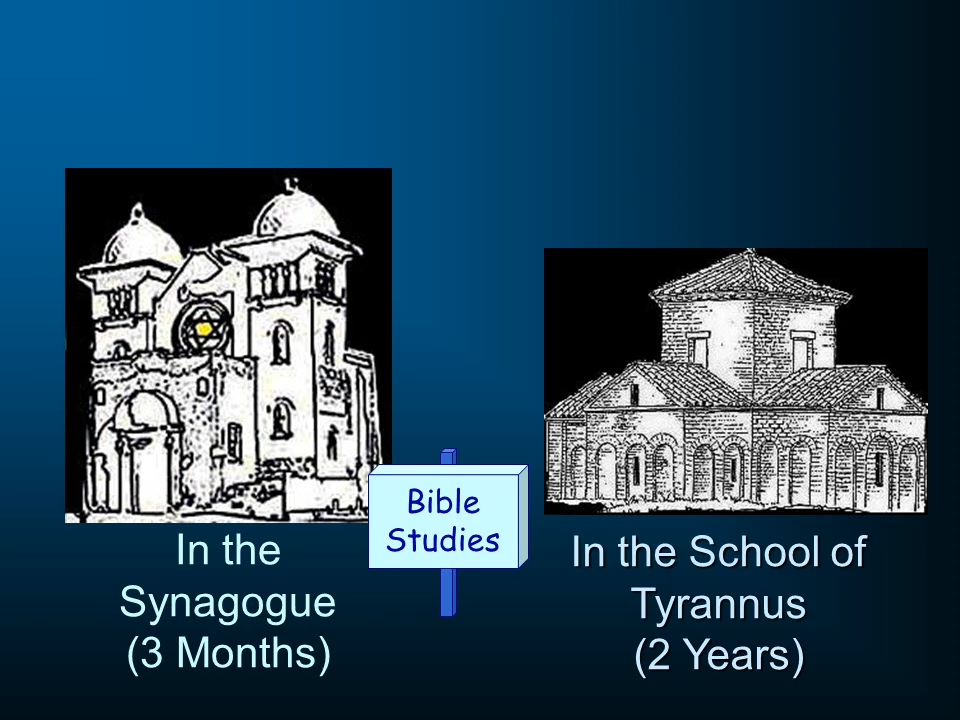 In the
Synagogue
(3 Months)
Bible
Studies
In the School of
Tyrannus
(2 Years)